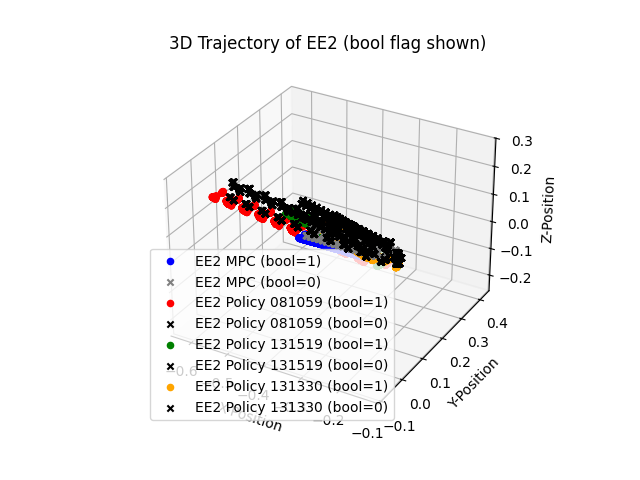 3D Trajectory of EE2 (bool flag shown)
0.3
0.2
0.1
0.0
−0.1
−0.2
Z-Position
0.4
0.3
0.2
0.1
0.0
−0.1
Y-Position
−0.4
−0.2
−0.1
EE2 MPC (bool=1)
EE2 MPC (bool=0)
EE2 Policy 081059 (bool=1)
EE2 Policy 081059 (bool=0)
EE2 Policy 131519 (bool=1)
EE2 Policy 131519 (bool=0)
EE2 Policy 131330 (bool=1)
EE2 Policy 131330 (bool=0)